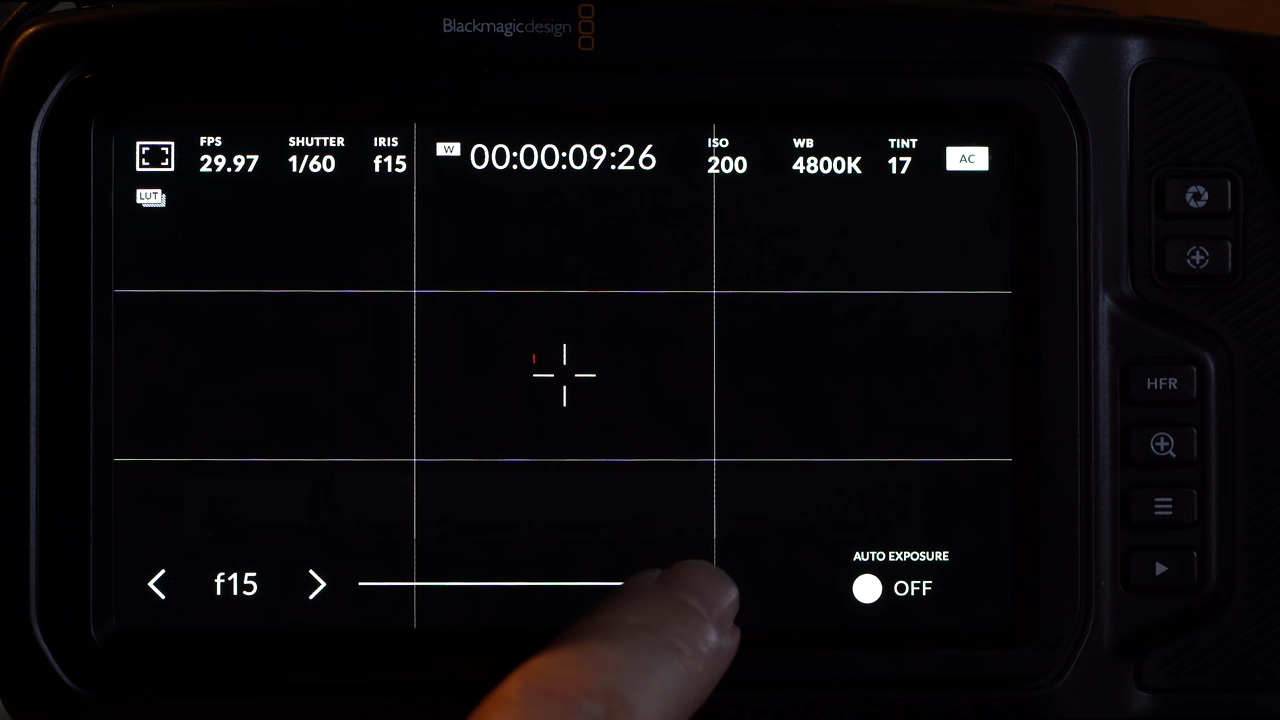 Blackmagicdesign
FPS SHUTTER IRIS ISO WB TINT
29.97 1/60 f15 W 00:00:09:26 200 4800K 17 AC
LUT
HFR
AUTO EXPOSURE
f15 OFF